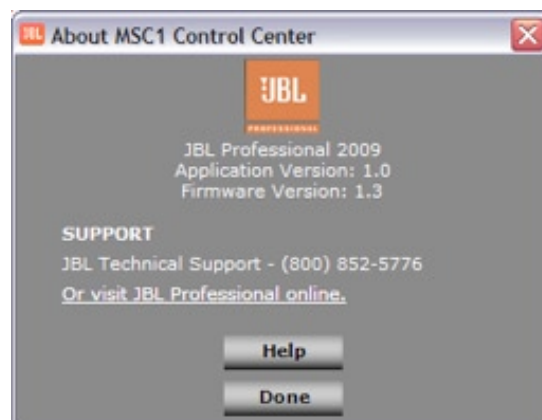 JBL About MSC1 Control Center
JBL
PROFESSIONAL
JBL Professional 2009
Application Version: 1.0
Firmware Version: 1.3
SUPPORT
JBL Technical Support - (800) 852-5776
Or visit JBL Professional online.
Help
Done